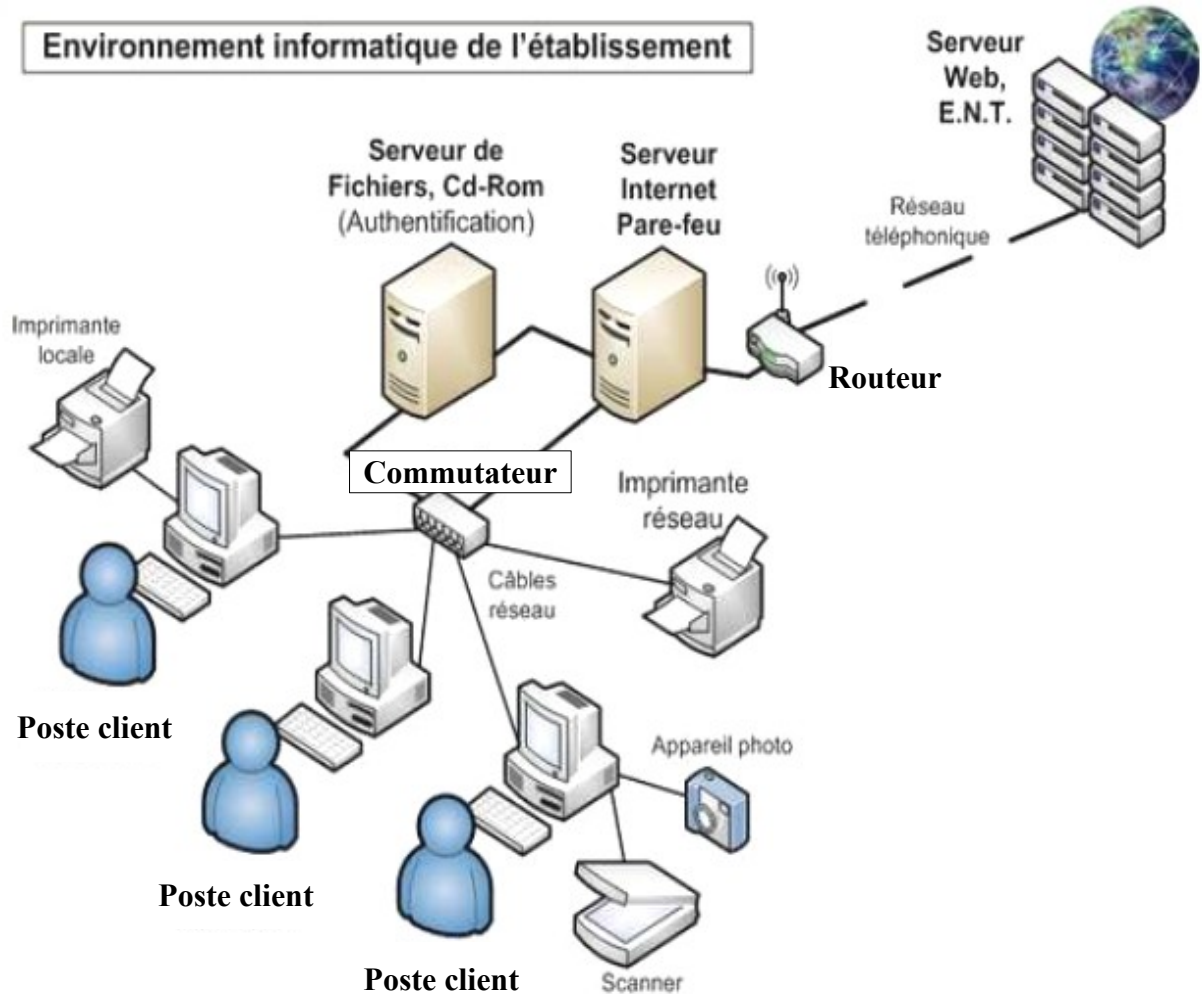 Environnement informatique de l'établissement
Serveur
Web,
E.N.T.
Serveur de
Fichiers, Cd-Rom
(Authentification)
Serveur
Internet
Pare-feu
Réseau
téléphonique
Imprimante
locale
Routeur
Commutateur
Imprimante
réseau
Câbles
réseau
Poste client
Appareil photo
Poste client
Poste client
Scanner